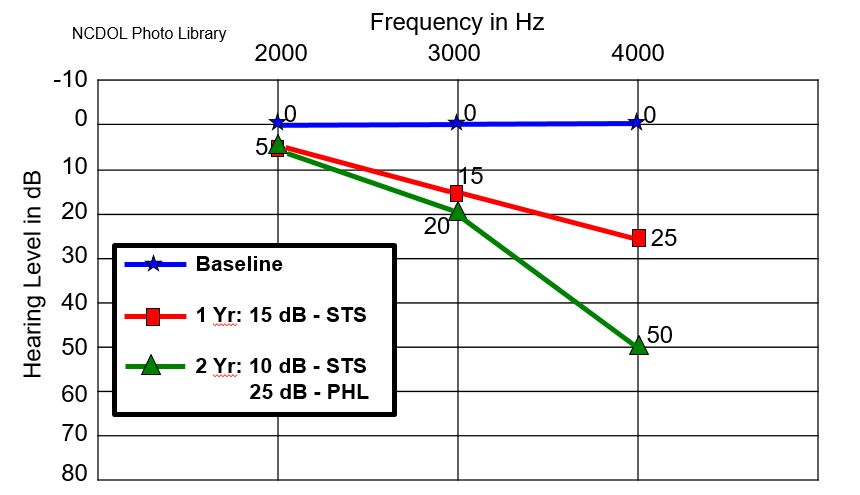 NCDOL Photo Library
Frequency in Hz
2000 3000 4000
Hearing Level in dB
-10
0
10
20
30
40
50
60
70
80
0 0 0
5
15
20
25
50
Baseline
1 Yr: 15 dB - STS
2 Yr: 10 dB - STS
25 dB - PHL